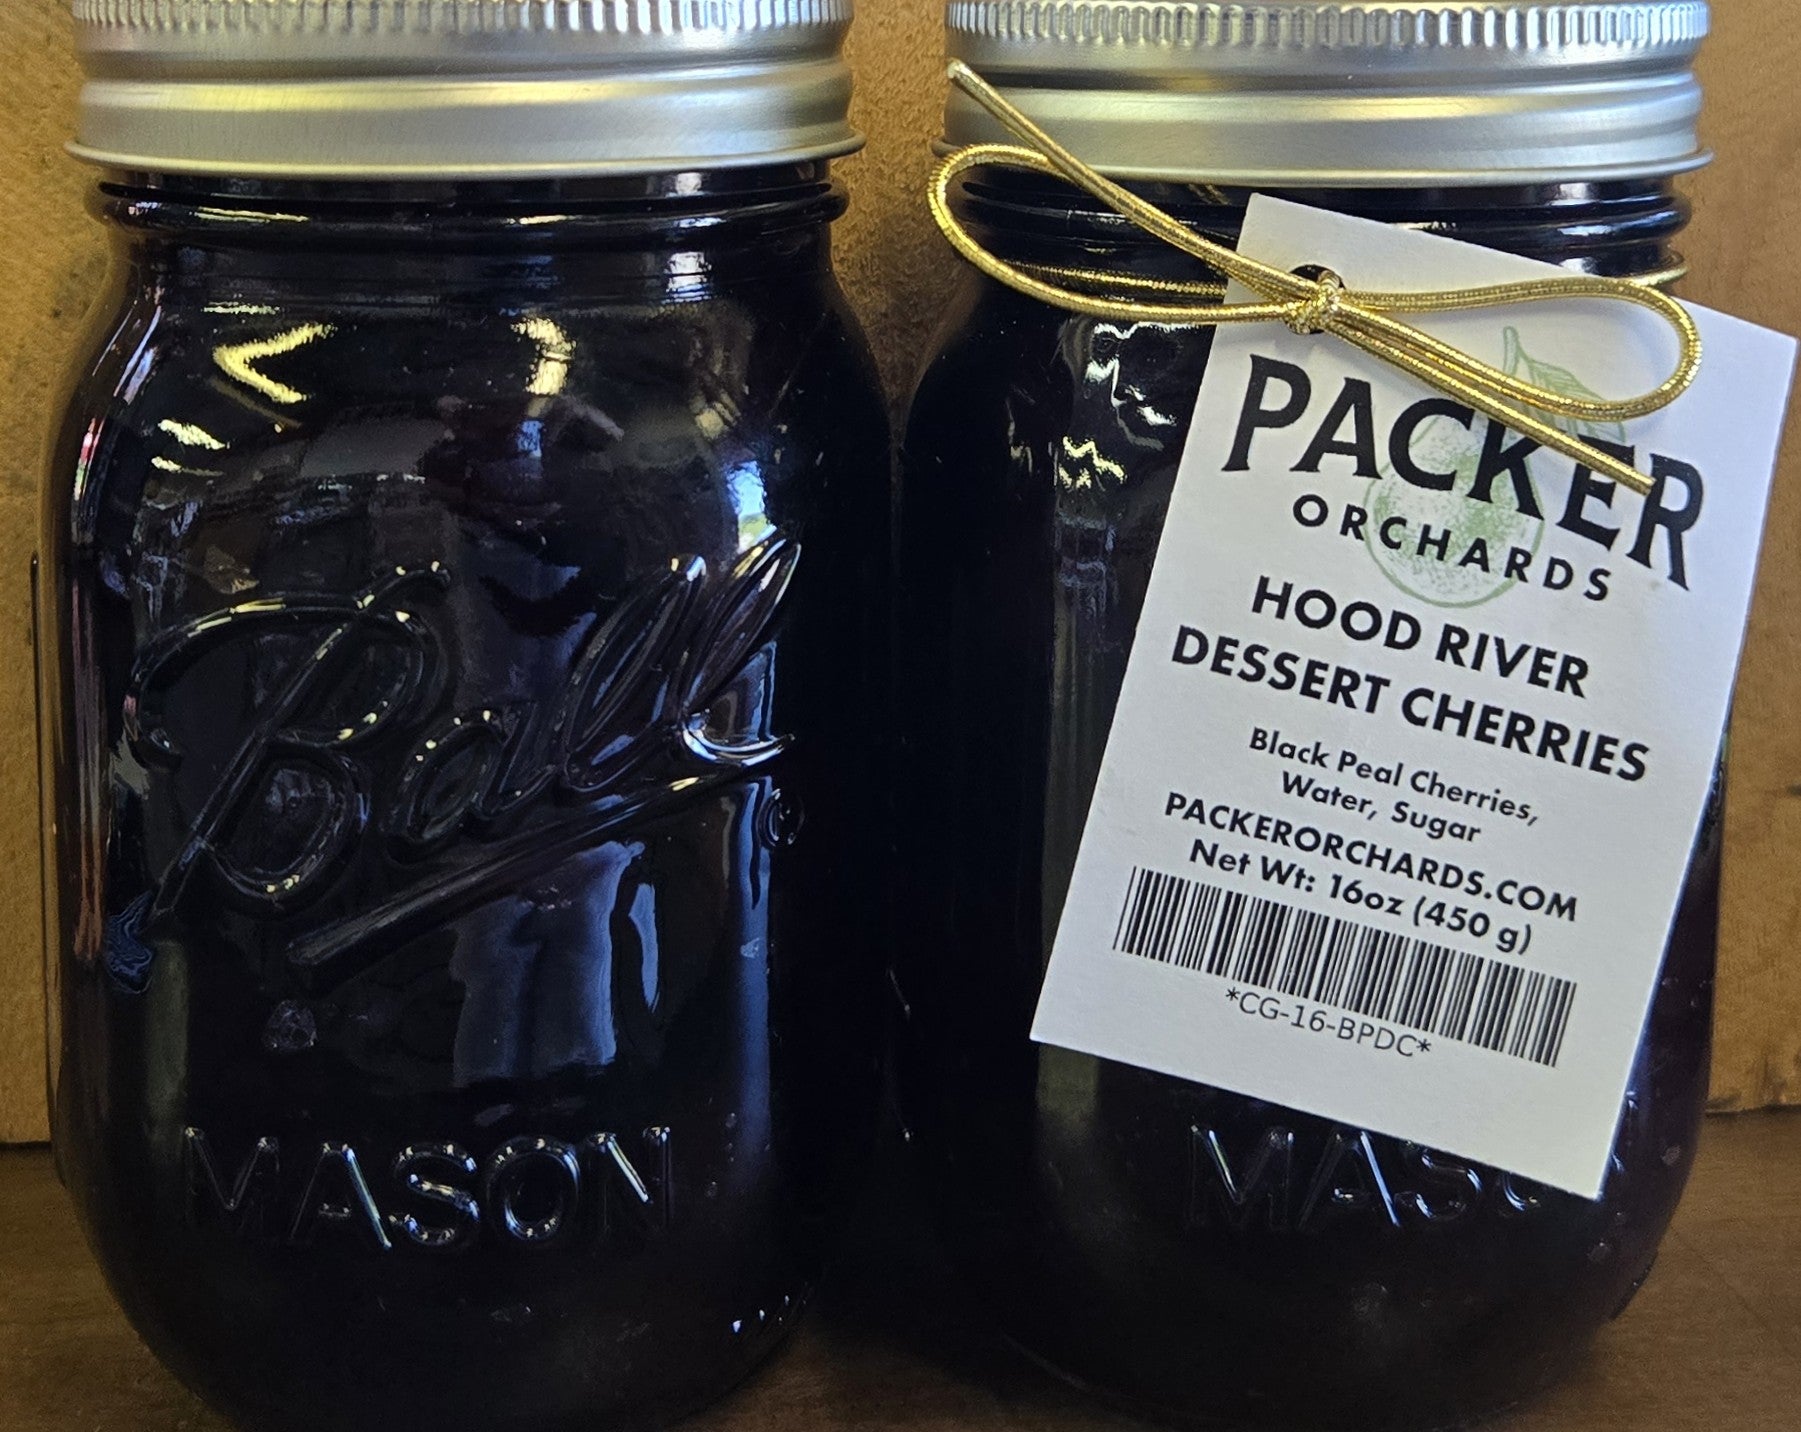 Ball
MASON
PACKER
ORCHARDS
HOOD RIVER
DESSERT CHERRIES
Black Peal Cherries,
Water, Sugar
PACKERORCHARDS.COM
Net Wt: 16oz (450 g)
*CG-16-BPDC*
MASO